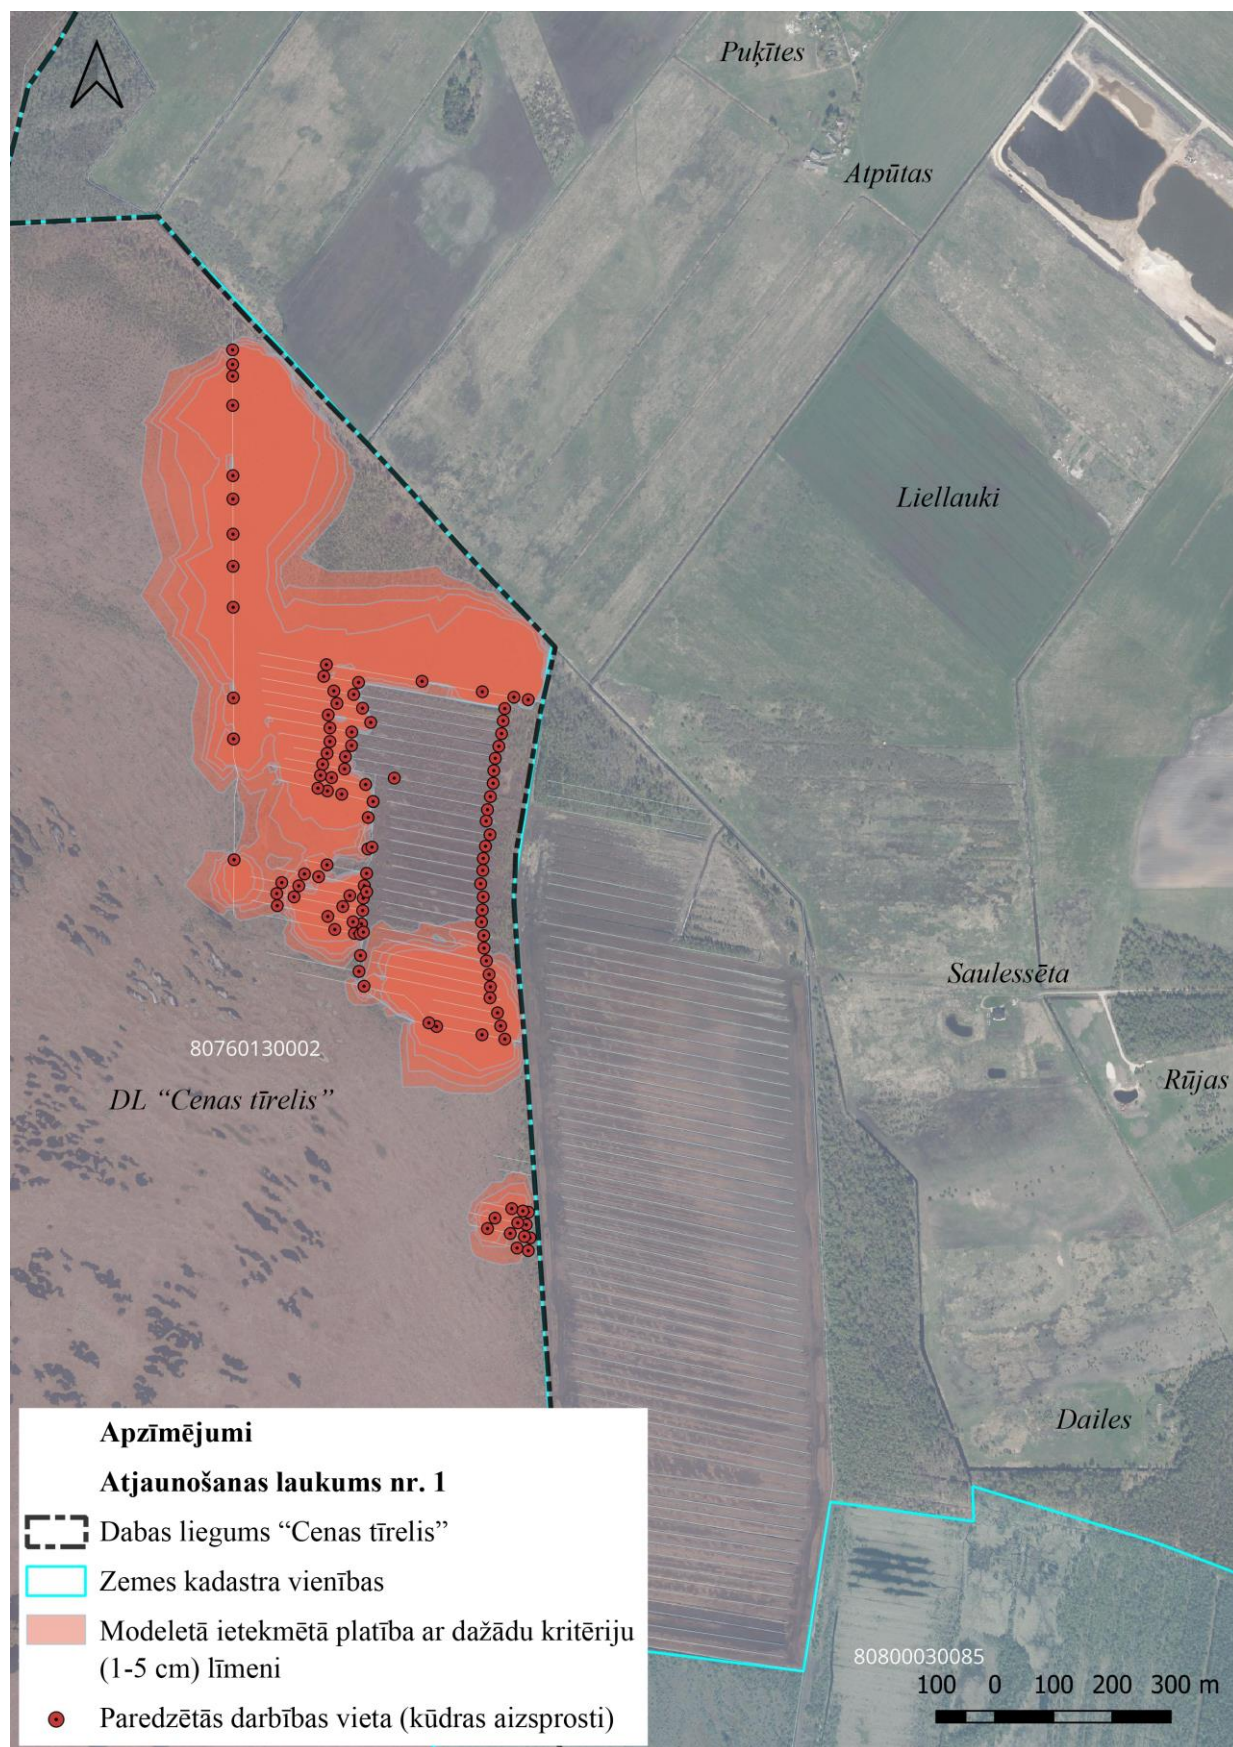 Puķītes
Atpūtas
Liellauki
Saulessēta
80760130002
Rūjas
DL “Cenas tīrelis”
Dailes
Apzīmējumi
Atjaunošanas laukums nr. 1
Dabas liegums “Cenas tīrelis”
Zemes kadastra vienības
Modeletā ietekmētā platība ar dažādu kritēriju
(1-5 cm) līmeni
Paredzētās darbības vieta (kūdras aizsprosti)
80800030085
100 0 100 200 300 m